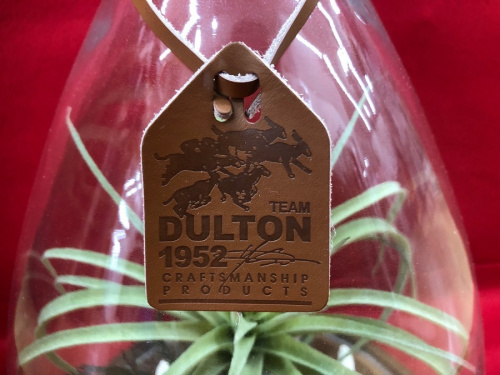 TEAM
DULTON
1952
CRAFTSMANSHIP
PRODUCTS